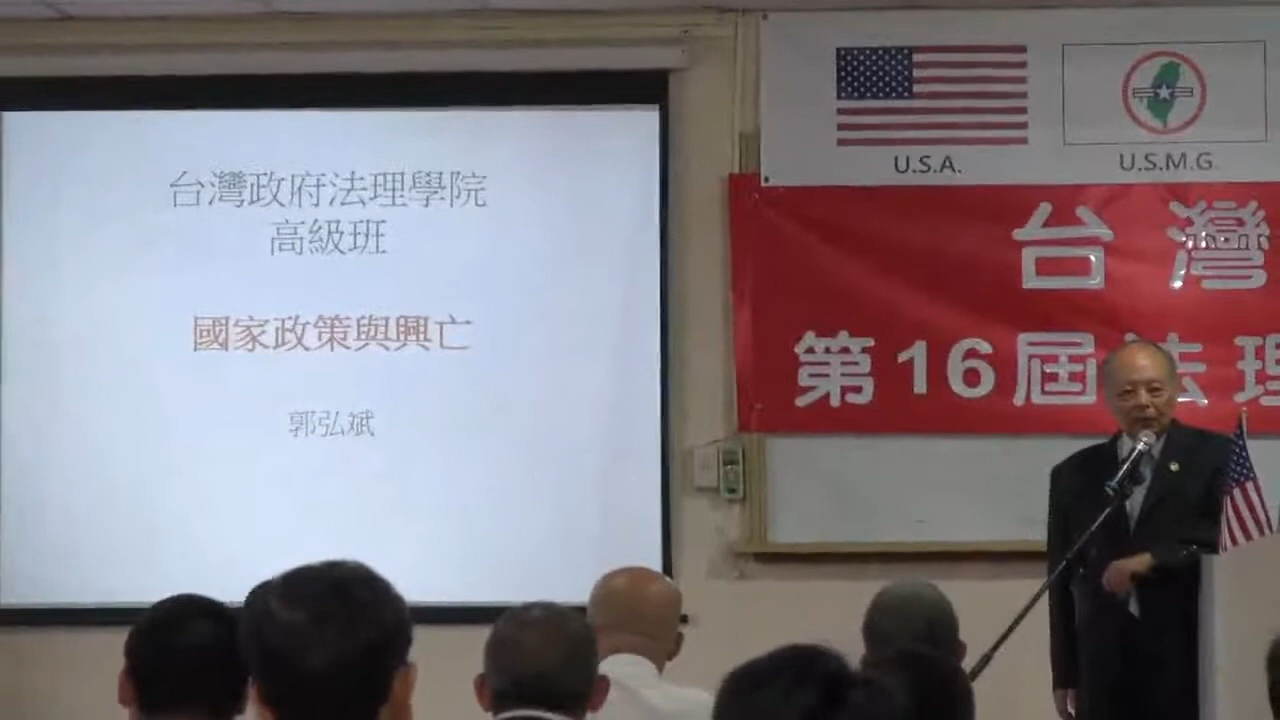 台灣政府法理學院
高級班
國家政策與興亡
郭弘斌
U.S.A.
U.S.M.G.
台灣
第16屆法理